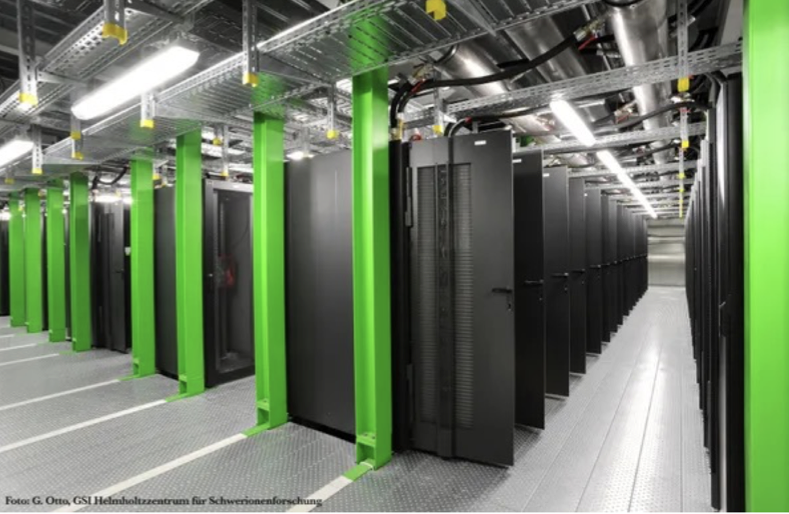 Foto: G. Otto, GSI Helmholtzzentrum für Schwerionenforschung